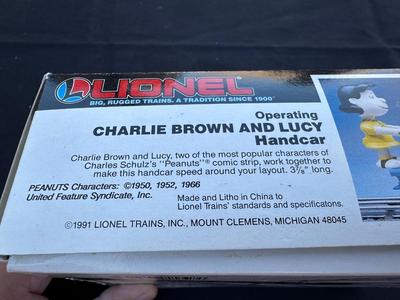 LIONEL
BIG, RUGGED TRAINS. A TRADITION SINCE 1900™
Operating
CHARLIE BROWN AND LUCY
Handcar
Charlie Brown and Lucy, two of the most popular characters of
Charles Schulz's "Peanuts"® comic strip, work together to
make this handcar speed around your layout. 3⅞" long.
PEANUTS Characters: ©1950, 1952, 1966
United Feature Syndicate, Inc.
Made and Litho in China to
Lionel Trains' standards and specificatons.
©1991 LIONEL TRAINS, INC., MOUNT CLEMENS, MICHIGAN 48045